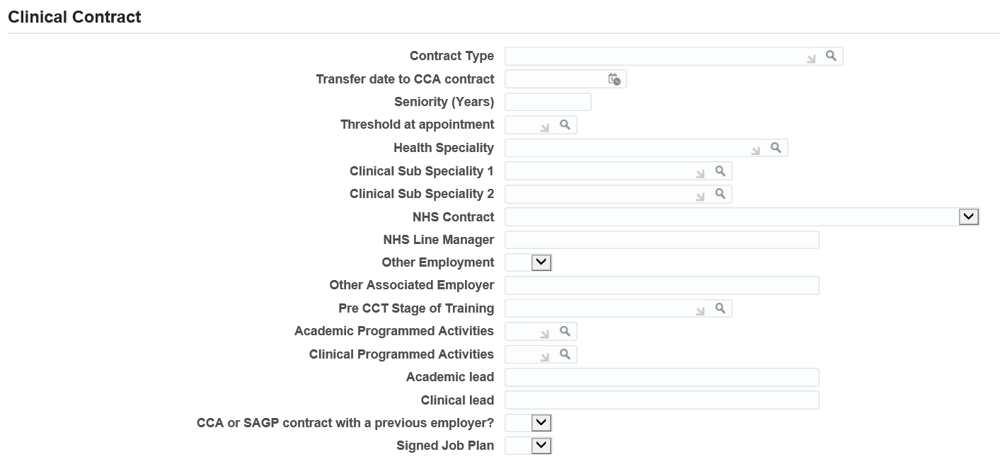 Clinical Contract
Contract Type
Transfer date to CCA contract
Seniority (Years)
Threshold at appointment
Health Speciality
Clinical Sub Speciality 1
Clinical Sub Speciality 2
NHS Contract
NHS Line Manager
Other Employment
Other Associated Employer
Pre CCT Stage of Training
Academic Programmed Activities
Clinical Programmed Activities
Academic lead
Clinical lead
CCA or SAGP contract with a previous employer?
Signed Job Plan